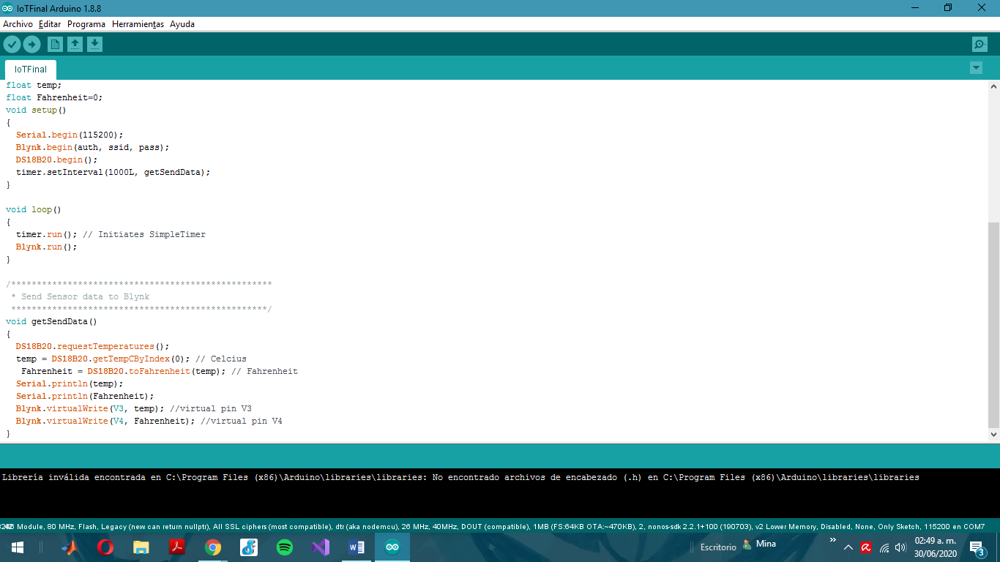 IoTFinal Arduino 1.8.8
Archivo Editar Programa Herramientas Ayuda
IoTFinal
float temp;
float Fahrenheit=0;
void setup()
{
  Serial.begin(115200);
  Blynk.begin(auth, ssid, pass);
  DS18B20.begin();
  timer.setInterval(1000L, getSendData);
}
void loop()
{
  timer.run(); // Initiates SimpleTimer
  Blynk.run();
}
/***************************************************
 * Send Sensor data to Blynk
 **************************************************/
void getSendData()
{
  DS18B20.requestTemperatures();
  temp = DS18B20.getTempCByIndex(0); // Celcius
   Fahrenheit = DS18B20.toFahrenheit(temp); // Fahrenheit
  Serial.println(temp);
  Serial.println(Fahrenheit);
  Blynk.virtualWrite(V3, temp); //virtual pin V3
  Blynk.virtualWrite(V4, Fahrenheit); //virtual pin V4
}
Librería inválida encontrada en C:\Program Files (x86)\Arduino\libraries\libraries: No encontrado archivos de encabezado (.h) en C:\Program Files (x86)\Arduino\libraries\libraries
Module, 80 MHz, Flash, Legacy (new can return nullptr), All SSL ciphers (most compatible), dtr (aka nodemcu), 26 MHz, 40MHz, DOUT (compatible), 1MB (FS:64KB OTA:~470KB), 2, nonos-sdk 2.2.1+100 (190703), v2 Lower Memory, Disabled, None, Only Sketch, 115200 en COM7
Escritorio Mina
02:49 a. m.
30/06/2020
3